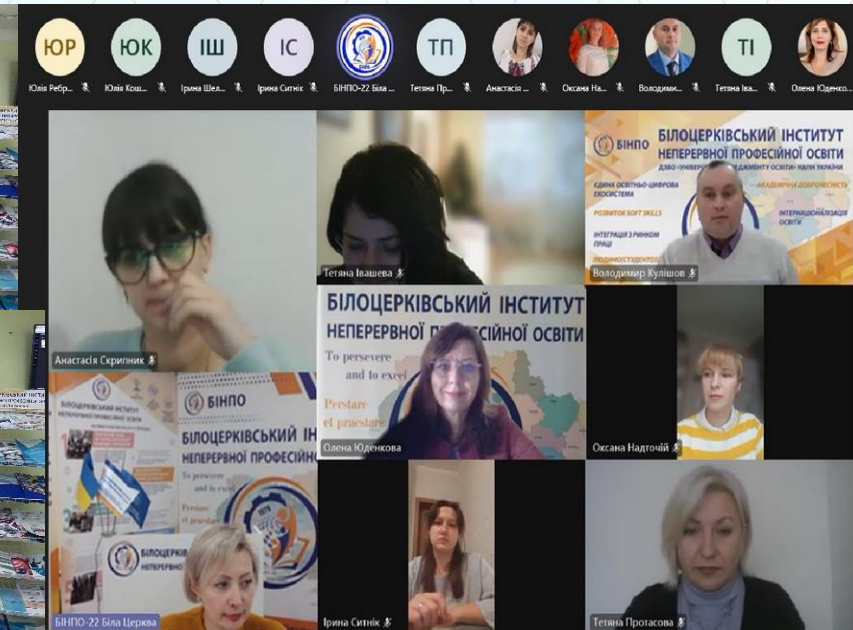 ЮР
ЮК
ІШ
ІС
ТП
ТІ
Юлія Ребр...
Юлія Кош...
Ірина Шел...
Ірина Ситнік
БІНПО-22 Біла ...
Тетяна Пр...
Анастасія ...
Оксана На...
Володими...
Тетяна Іва...
Олена Юденко...
Анастасія Скрипник
Тетяна Івашева
БІНПО
БІЛОЦЕРКІВСЬКИЙ ІНСТИТУТ
НЕПЕРЕРВНОЇ ПРОФЕСІЙНОЇ ОСВІТИ
ЄДИНА ОСВІТНЬО-ЦИФРОВА
ЕКОСИСТЕМА
АКАДЕМІЧНА ДОБРОЧЕСНІСТЬ
РОЗВИТОК SOFT SKILLS
ІНТЕРНАЦІОНАЛІЗАЦІЯ
ОСВІТИ
ІНТЕГРАЦІЯ З РИНКОМ
ПРАЦІ
Володимир Кулішов
БІЛОЦЕРКІВСЬКИЙ ІНСТИТУТ
НЕПЕРЕРВНОЇ ОСВІТИ
To persevere
and to excel
Perstare
et praestare
Олена Юденкова
Оксана Надточій
БІНПО
БІЛОЦЕРКІВСЬКИЙ ІН
НЕПЕРЕРВНОЇ ПРОФЕСІЙН
To persevere
and to excel
Perstare
БІЛОЦЕРКІВ
НЕПЕРЕРВНОЇ
БІНПО-22 Біла Церква
Ірина Ситнік
Тетяна Протасова